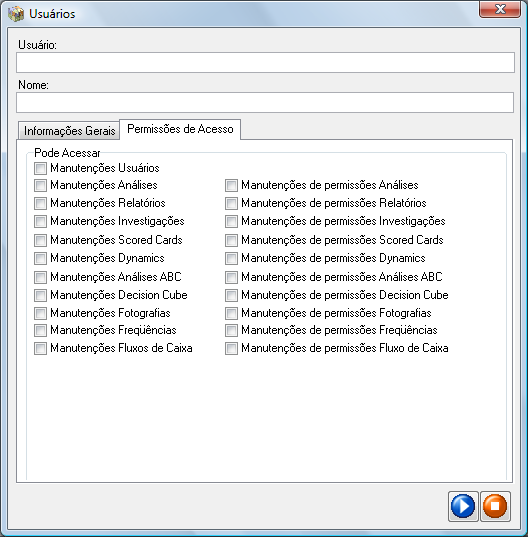 Usuários
Usuário:
Nome:
Informações Gerais Permissões de Acesso
Pode Acessar
Manutenções Usuários
Manutenções Análises Manutenções de permissões Análises
Manutenções Relatórios Manutenções de permissões Relatórios
Manutenções Investigações Manutenções de permissões Investigações
Manutenções Scored Cards Manutenções de permissões Scored Cards
Manutenções Dynamics Manutenções de permissões Dynamics
Manutenções Análises ABC Manutenções de permissões Análises ABC
Manutenções Decision Cube Manutenções de permissões Decision Cube
Manutenções Fotografias Manutenções de permissões Fotografias
Manutenções Freqüências Manutenções de permissões Freqüências
Manutenções Fluxos de Caixa Manutenções de permissões Fluxo de Caixa